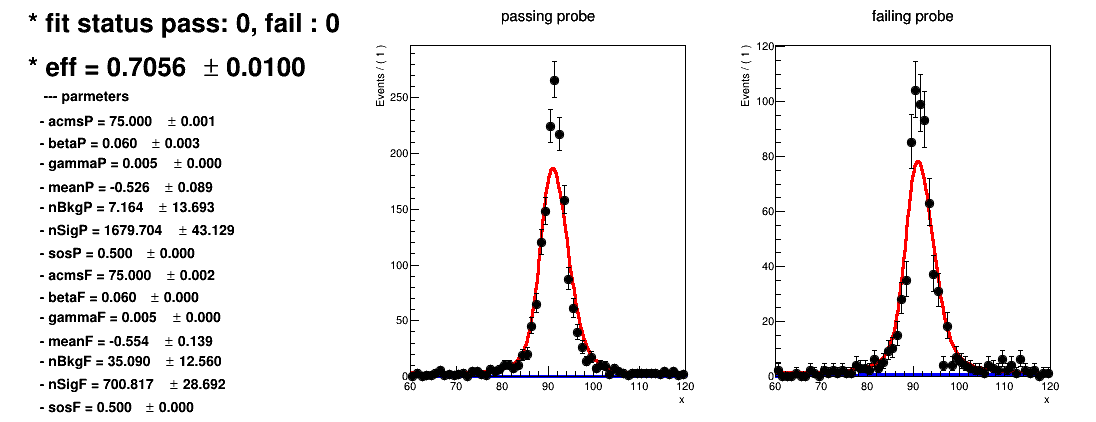 * fit status pass: 0, fail : 0
* eff = 0.7056 ± 0.0100
--- parmeters
- acmsP = 75.000 ± 0.001
- betaP = 0.060 ± 0.003
- gammaP = 0.005 ± 0.000
- meanP = -0.526 ± 0.089
- nBkgP = 7.164 ± 13.693
- nSigP = 1679.704 ± 43.129
- sosP = 0.500 ± 0.000
- acmsF = 75.000 ± 0.002
- betaF = 0.060 ± 0.000
- gammaF = 0.005 ± 0.000
- meanF = -0.554 ± 0.139
- nBkgF = 35.090 ± 12.560
- nSigF = 700.817 ± 28.692
- sosF = 0.500 ± 0.000
passing probe
Events / ( 1 )
250
200
150
100
50
0
60 70 80 90 100 110 120
x
failing probe
Events / ( 1 )
120
100
80
60
40
20
0
60 70 80 90 100 110 120
x